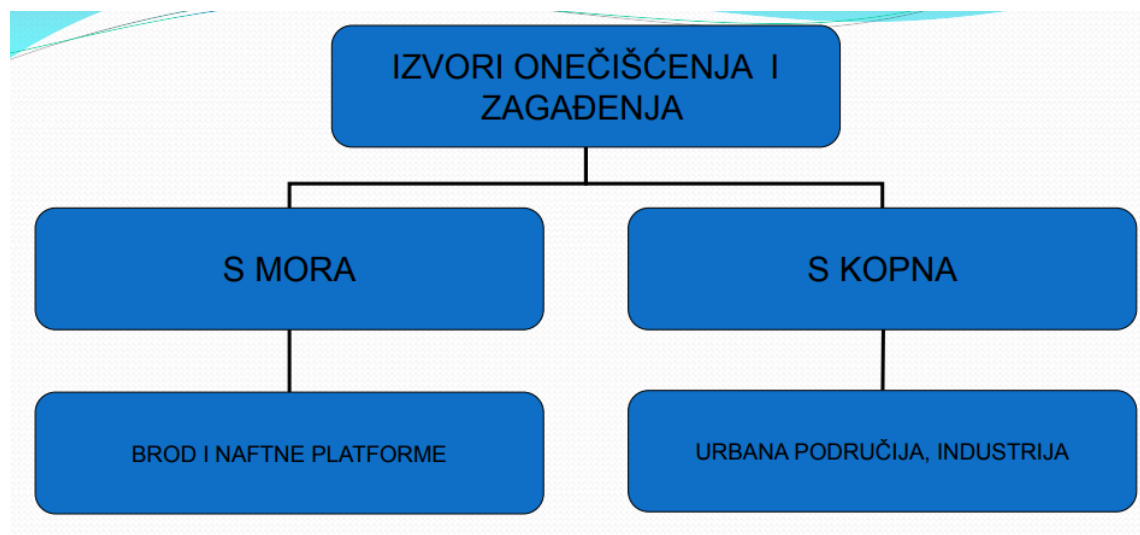 IZVORI ONEČIŠĆENJA I
ZAGAĐENJA
S MORA
S KOPNA
BROD I NAFTNE PLATFORME
URBANA PODRUČIJA, INDUSTRIJA